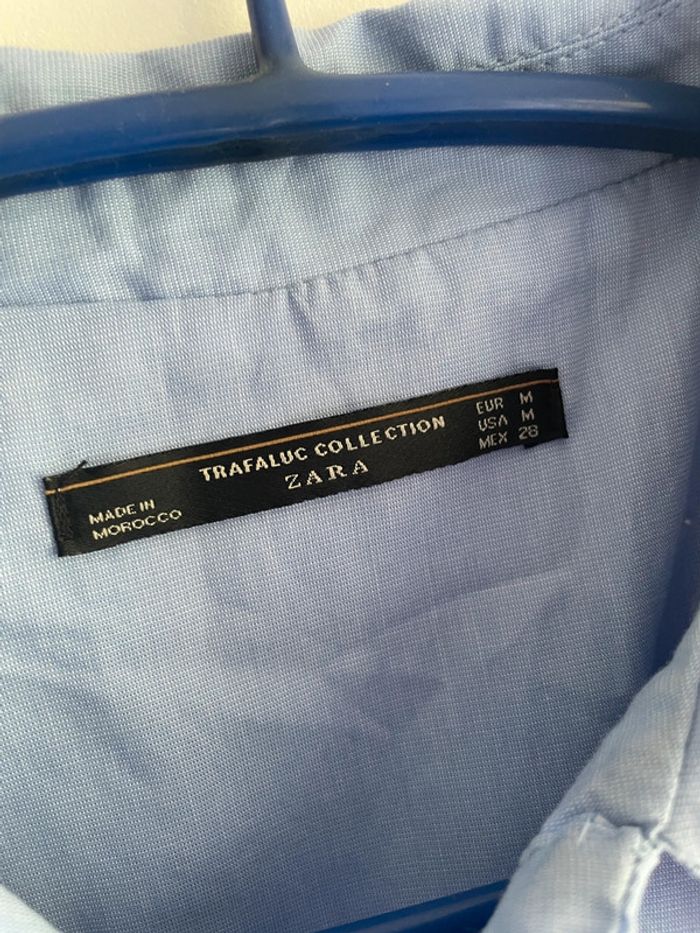 TRAFALUC COLLECTION
ZARA
MADE IN
MOROCCO
EUR M
USA M
MEX 28